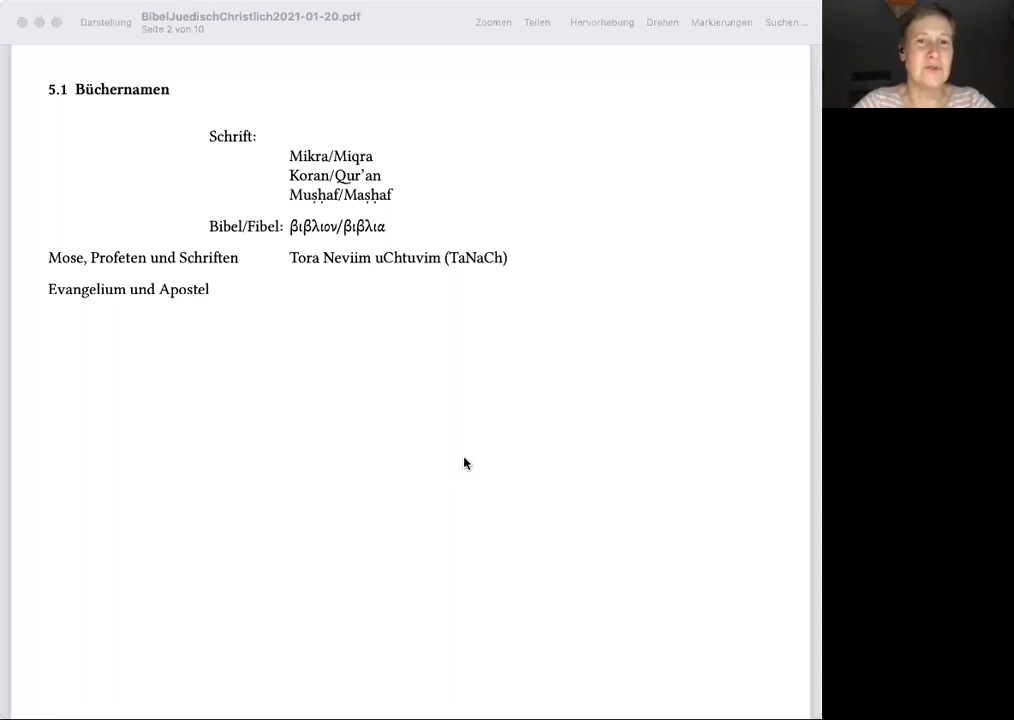 Darstellung BibelJuedischChristlich2021-01-20.pdf Zoomen Teilen Hervorhebung Drehen Markierungen Suchen ...
Seite 2 von 10
5.1 Büchernamen
Schrift:
Mikra/Miqra
Koran/Qurʾan
Muṣḥaf/Maṣḥaf
Bibel/Fibel: βιβλιον/βιβλια
Mose, Profeten und Schriften Tora Neviim uChtuvim (TaNaCh)
Evangelium und Apostel